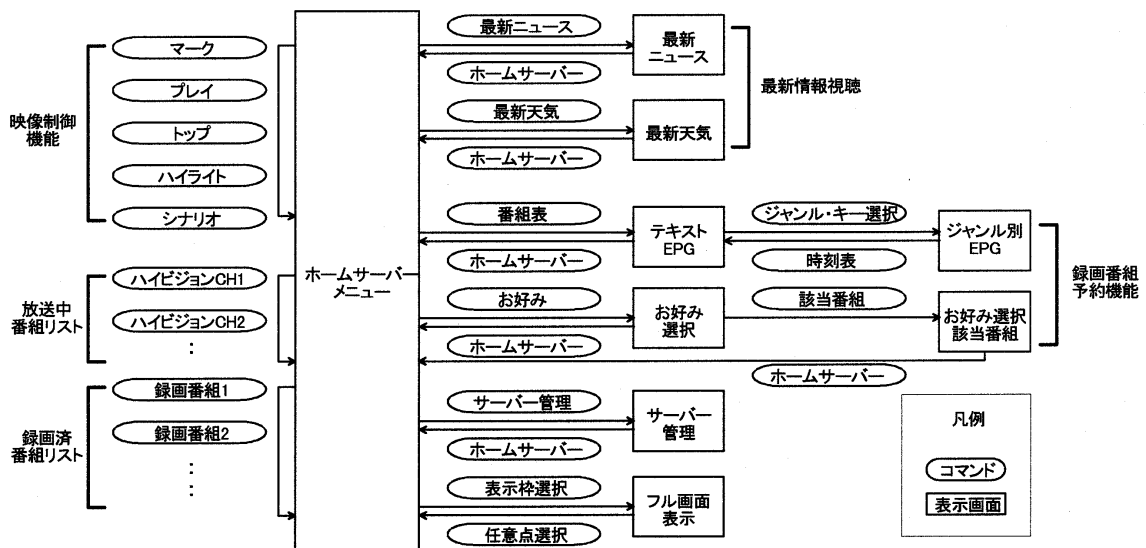 映像制御
機能
マーク
プレイ
トップ
ハイライト
シナリオ
放送中
番組リスト
ハイビジョンCH1
ハイビジョンCH2
：
録画済
番組リスト
録画番組1
録画番組2
：
：
ホームサーバー
メニュー
最新ニュース
ホームサーバー
最新
ニュース
最新天気
ホームサーバー
最新天気
最新情報視聴
番組表
ホームサーバー
テキスト
EPG
ジャンル・キー選択
時刻表
ジャンル別
EPG
お好み
ホームサーバー
お好み
選択
該当番組
お好み選択
該当番組
ホームサーバー
録画番組
予約機能
サーバー管理
ホームサーバー
サーバー
管理
表示枠選択
任意点選択
フル画面
表示
凡例
コマンド
表示画面